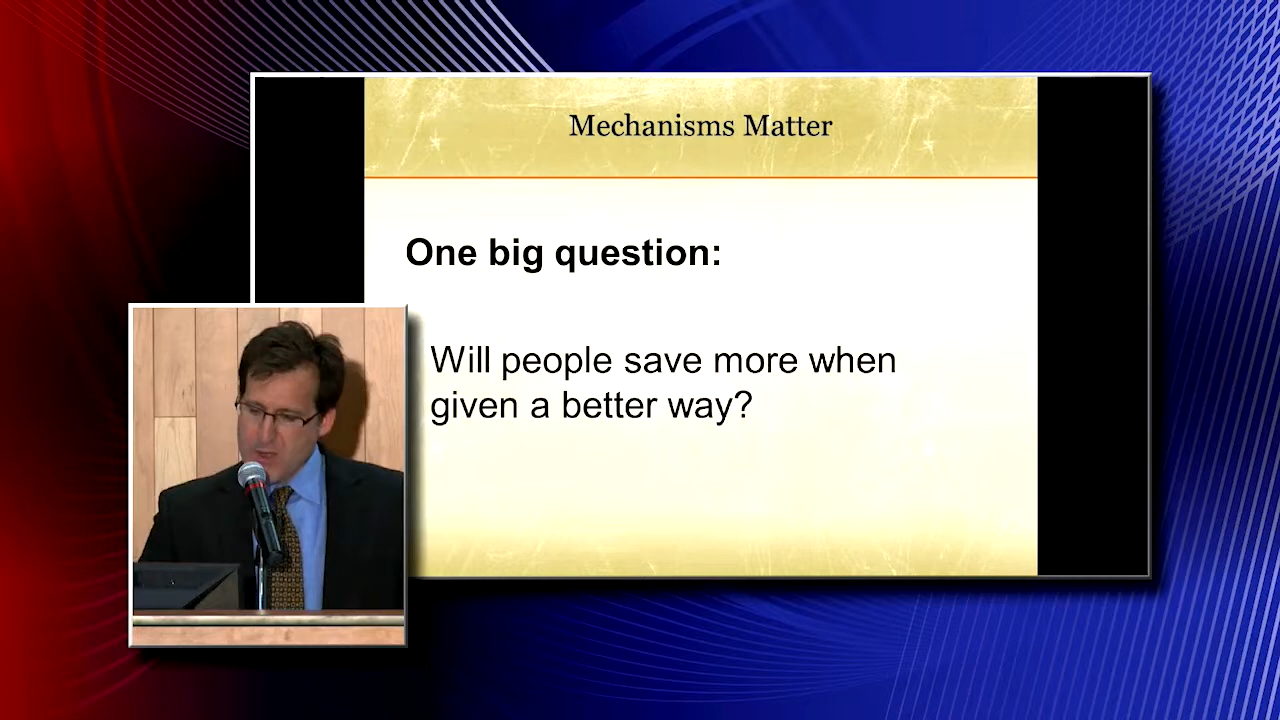 Mechanisms Matter
One big question:
Will people save more when
given a better way?